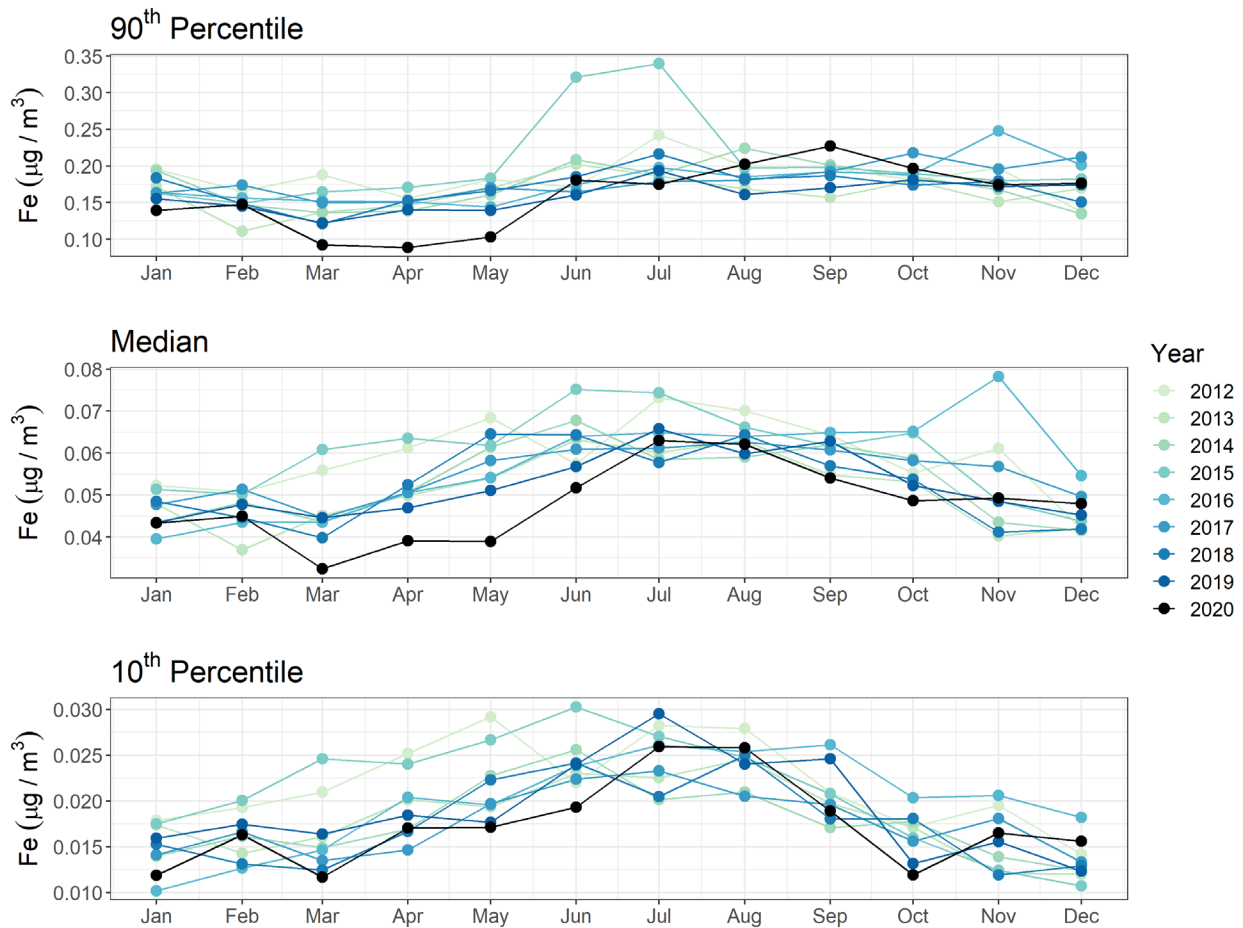 90th Percentile
Fe (μg / m3)
0.35
0.30
0.25
0.20
0.15
0.10
Jan Feb Mar Apr May Jun Jul Aug Sep Oct Nov Dec
Median
Fe (μg / m3)
0.08
0.07
0.06
0.05
0.04
Jan Feb Mar Apr May Jun Jul Aug Sep Oct Nov Dec
Year
2012
2013
2014
2015
2016
2017
2018
2019
2020
10th Percentile
Fe (μg / m3)
0.030
0.025
0.020
0.015
0.010
Jan Feb Mar Apr May Jun Jul Aug Sep Oct Nov Dec